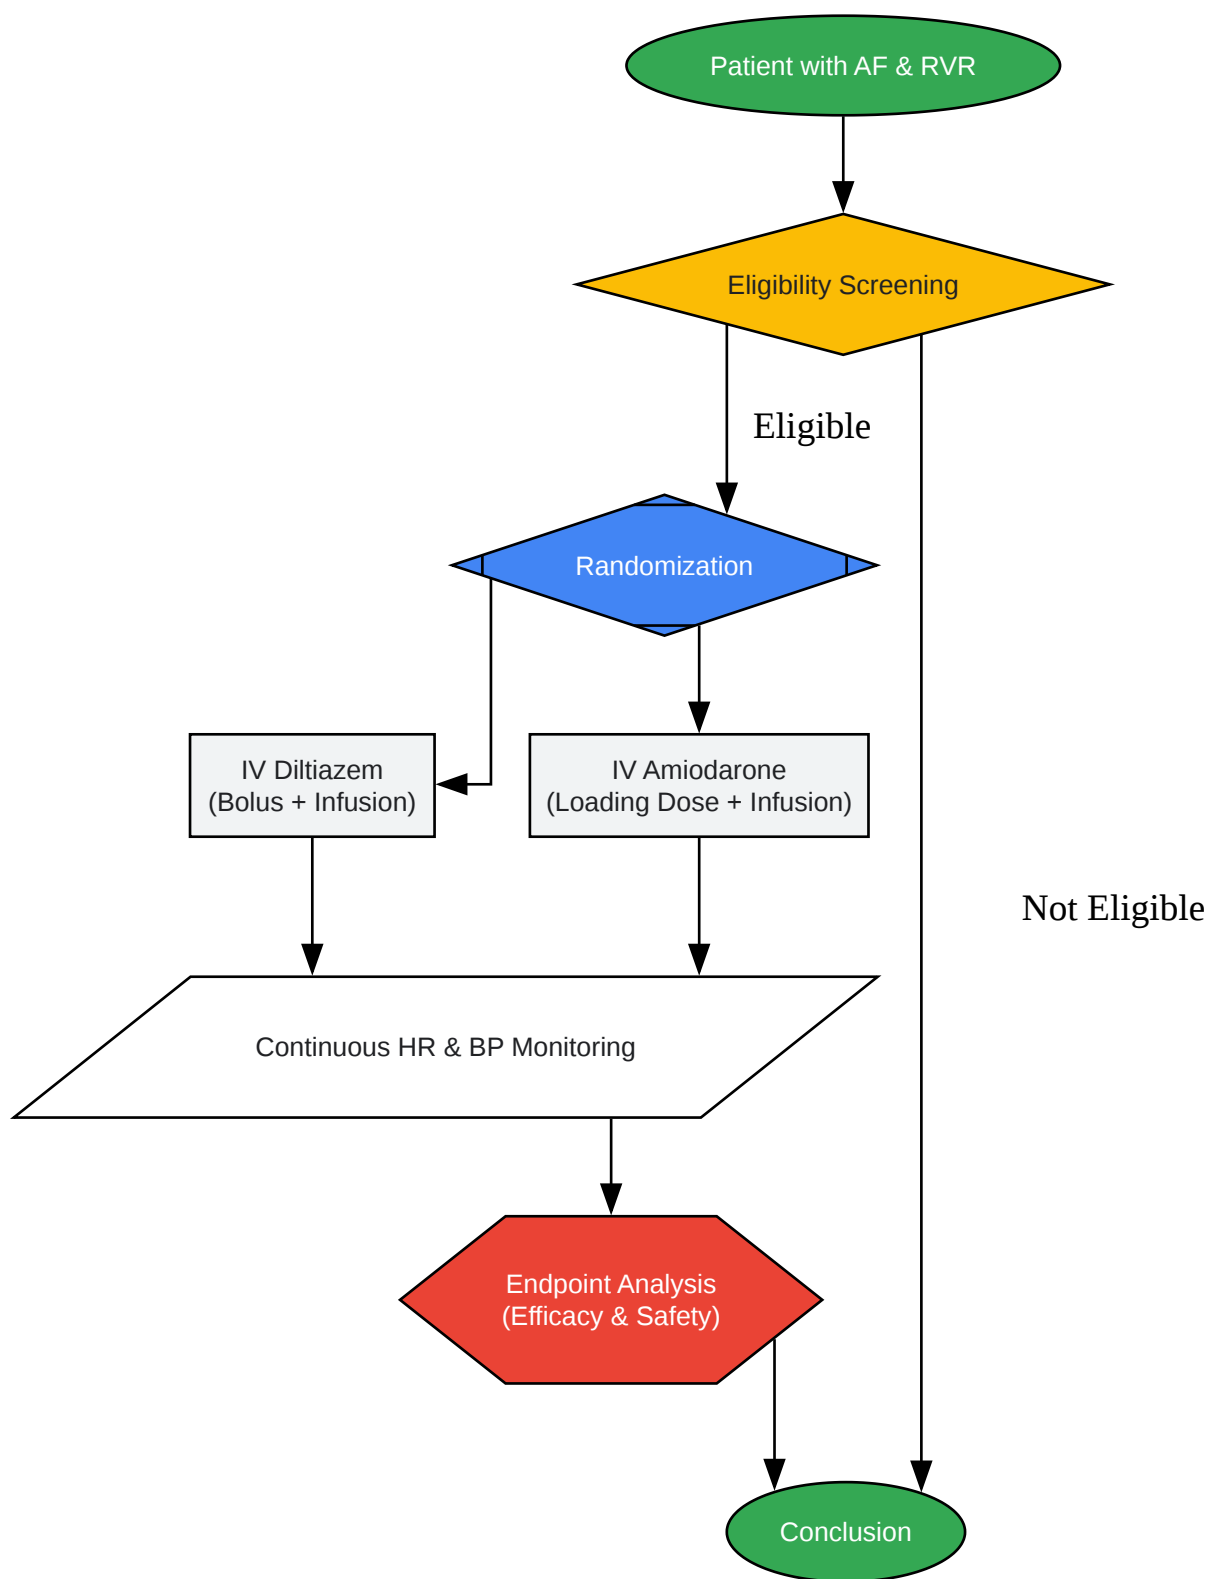 Patient with AF & RVR
Eligibility Screening
Eligible
Randomization
IV Diltiazem
(Bolus + Infusion)
IV Amiodarone
(Loading Dose + Infusion)
Not Eligible
Continuous HR & BP Monitoring
Endpoint Analysis
(Efficacy & Safety)
Conclusion